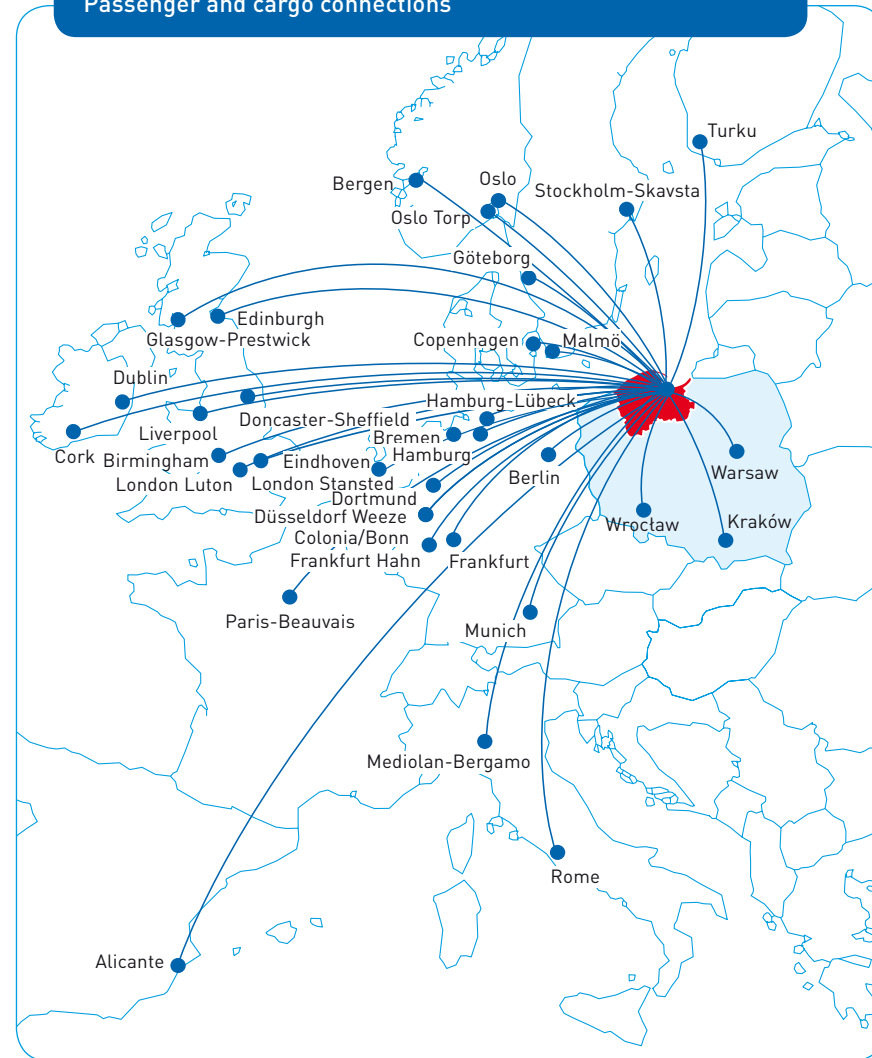 Passenger and cargo connections
Turku
Bergen
Oslo
Stockholm-Skavsta
Oslo Torp
Göteborg
Edinburgh
Glasgow-Prestwick
Copenhagen
Malmö
Dublin
Hamburg-Lübeck
Doncaster-Sheffield
Liverpool
Bremen
Cork
Birmingham
Eindhoven
Hamburg
Berlin
Warsaw
London Luton
London Stansted
Dortmund
Düsseldorf Weeze
Wrocław
Kraków
Colonia/Bonn
Frankfurt Hahn
Frankfurt
Paris-Beauvais
Munich
Mediolan-Bergamo
Rome
Alicante